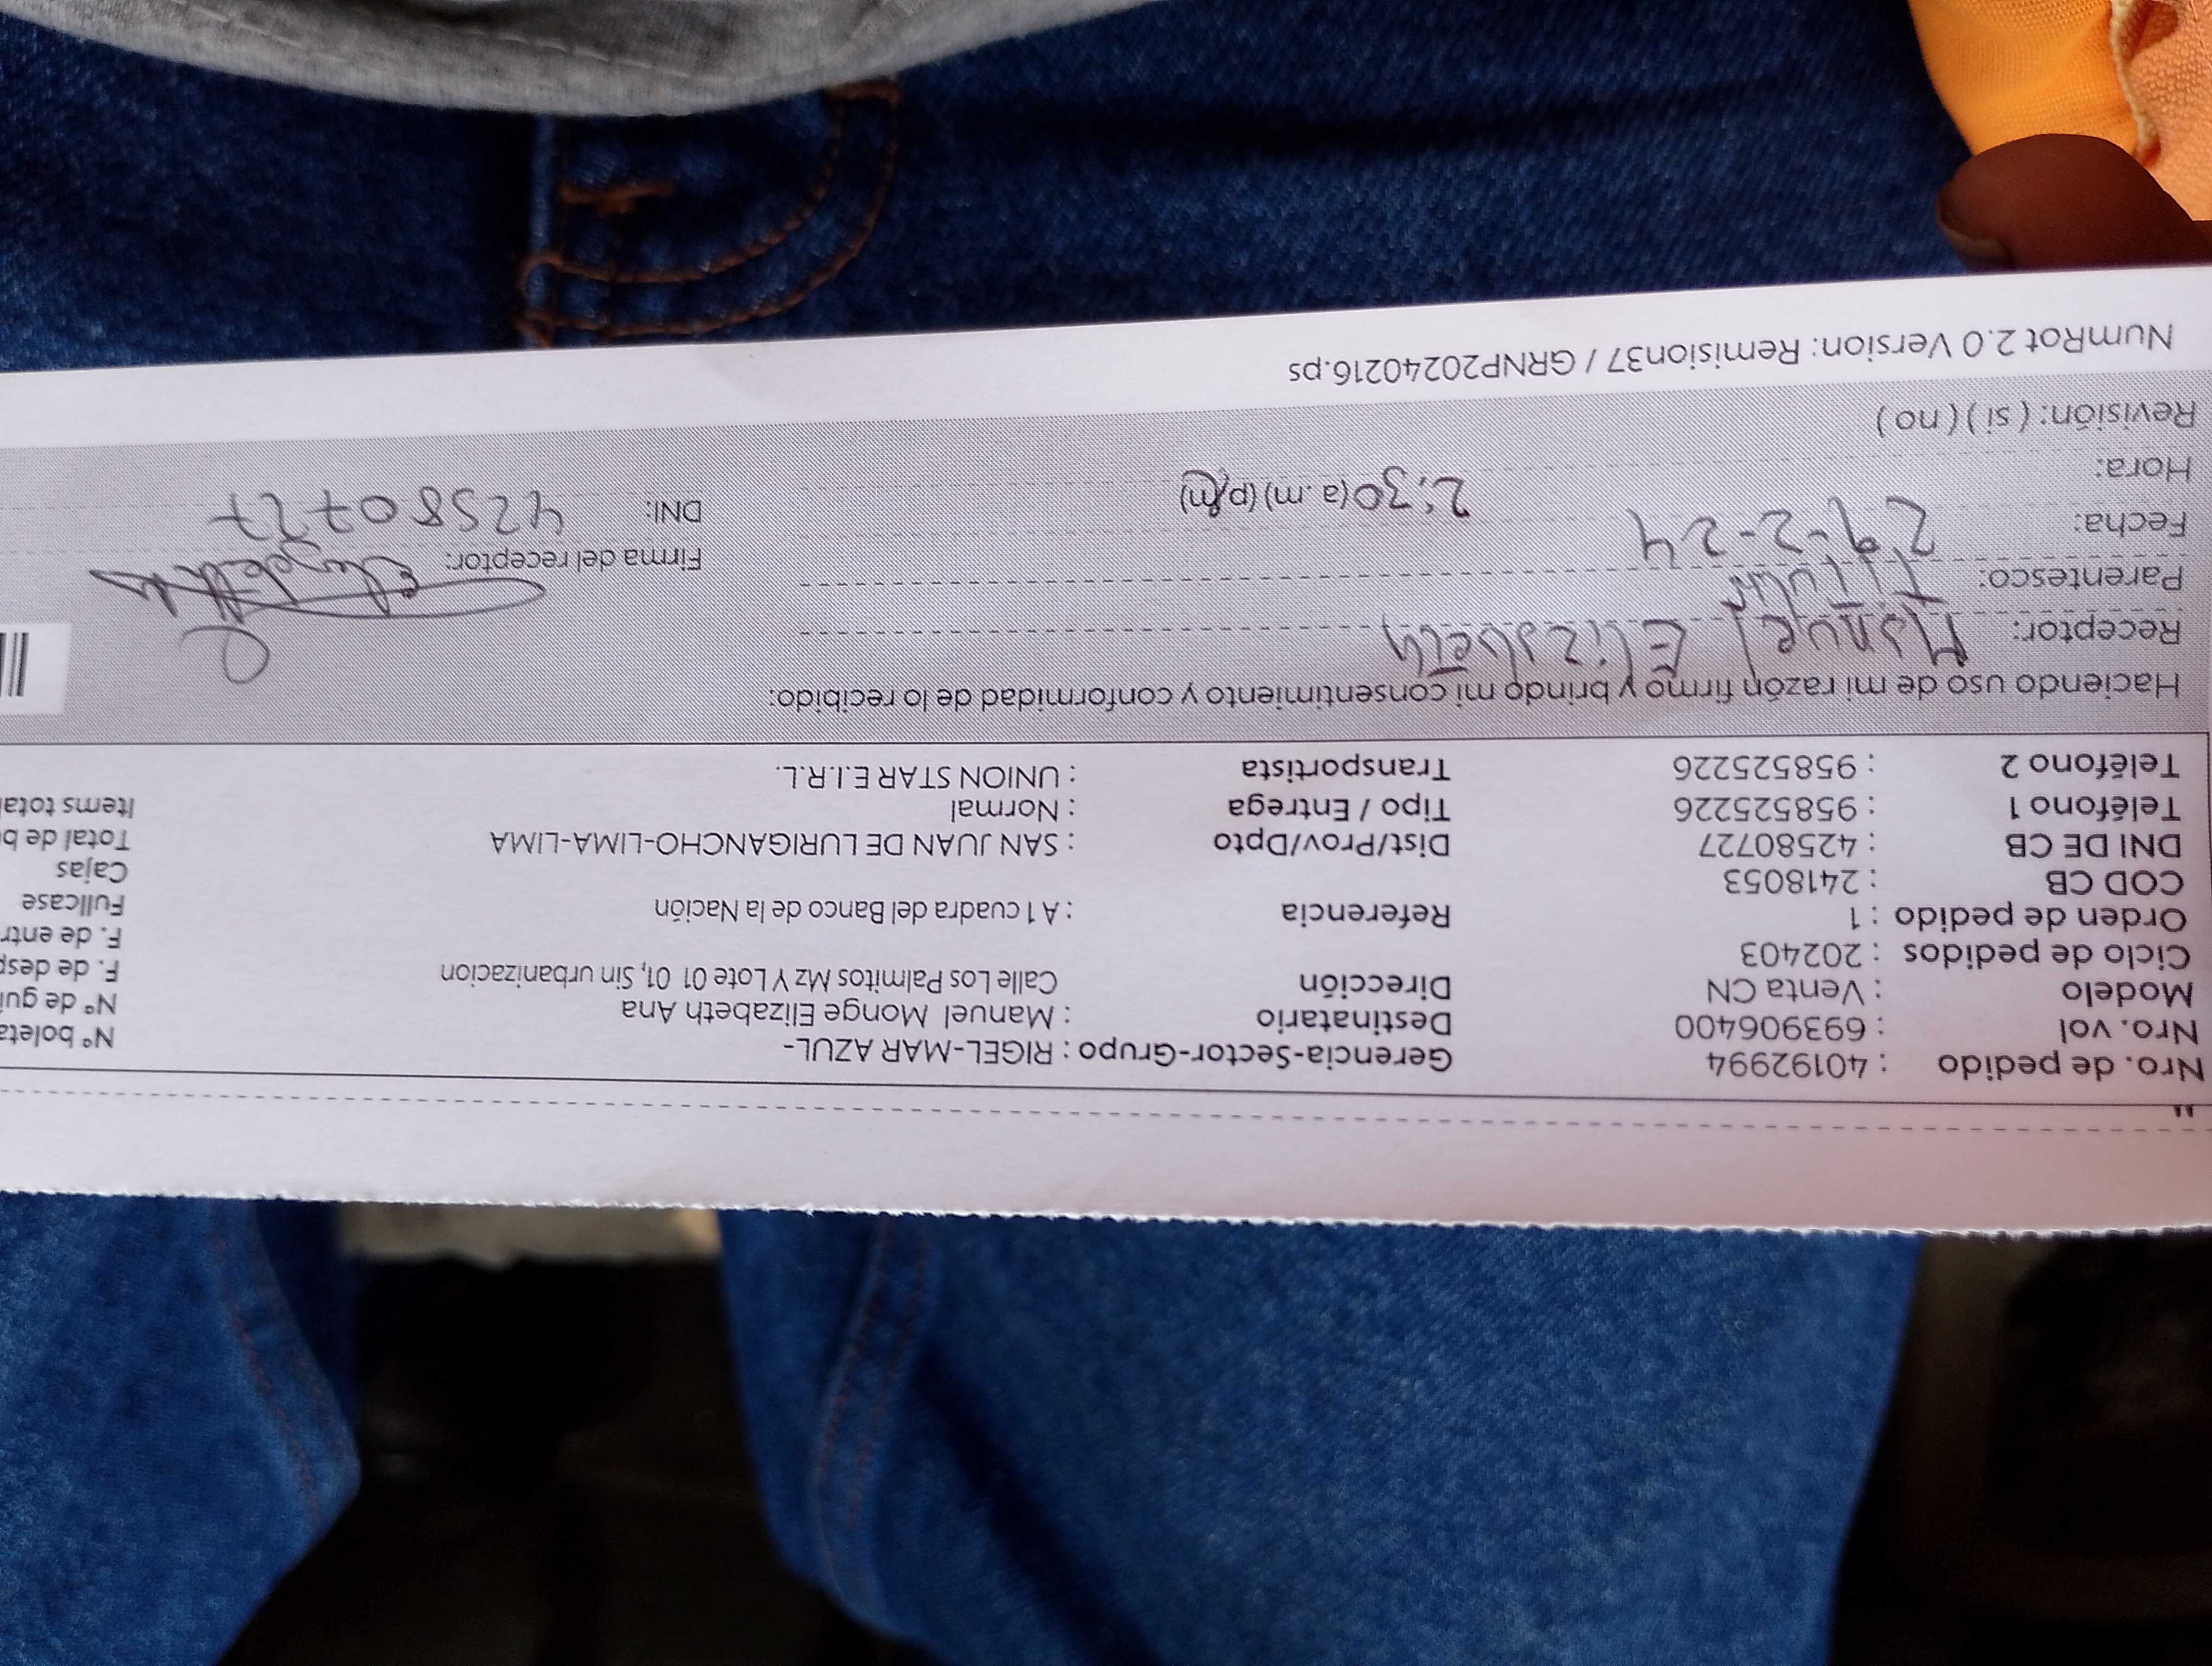 Nro. de pedido : 40192994 Gerencia-Sector-Grupo : RIGEL-MAR AZUL- Nº boleta
Nro. vol : 693906400 Destinatario : Manuel Monge Elizabeth Ana Nº de gui
Modelo : Venta CN Dirección Calle Los Palmitos Mz Y Lote 01 01, Sin urbanizacion F. de desp
Ciclo de pedidos : 202403 F. de entr
Orden de pedido : 1 Referencia : A 1 cuadra del Banco de la Nación Fullcase
COD CB : 2418053 Cajas
DNI DE CB : 42580727 Dist/Prov/Dpto : SAN JUAN DE LURIGANCHO-LIMA-LIMA Total de b
Teléfono 1 : 958525226 Tipo / Entrega : Normal Items tota
Teléfono 2 : 958525226 Transportista : UNION STAR E.I.R.L.
Haciendo uso de mi razón firmo y brindo mi consentimiento y conformidad de lo recibido:
Receptor: Manuel Elizabeth
Parentesco: Titular Firma del receptor: Elizabeth
Fecha: 29-2-24 DNI: 42580727
Hora: 2:30 (a.m) (p.m)
Revisión: ( si ) ( no )
NumRot 2.0 Version: Remision37 / GRNP20240216.ps